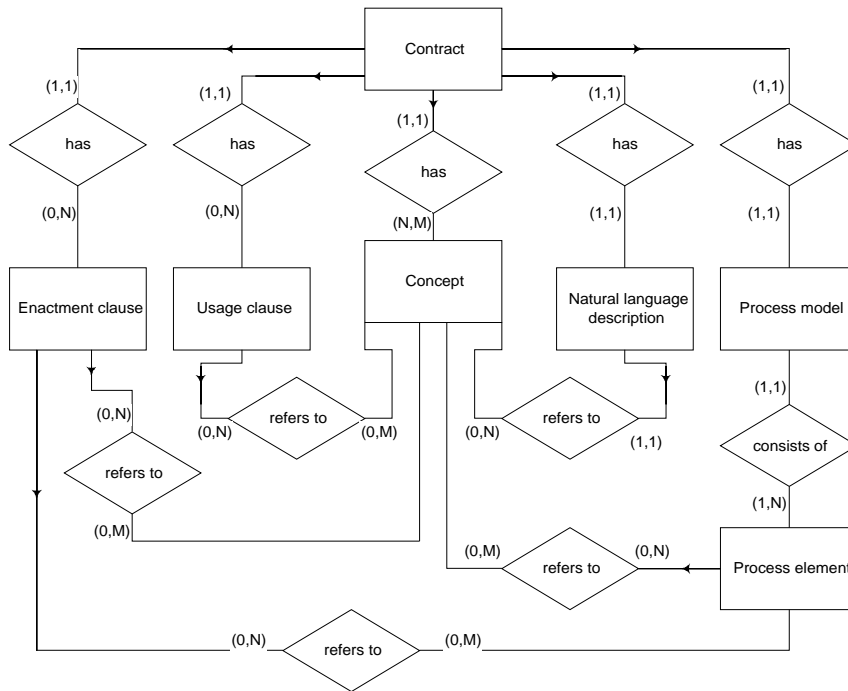 Contract
(1,1)
(1,1)
(1,1)
(1,1)
(1,1)
has
has
has
has
has
(0,N)
(0,N)
(N,M)
(1,1)
(1,1)
Enactment clause
Usage clause
Concept
Natural language
description
Process model
(1,1)
(0,N)
(0,N)
refers to
(0,M)
(0,N)
refers to
(1,1)
consists of
refers to
(0,M)
(1,N)
(0,M)
refers to
(0,N)
Process element
(0,N)
refers to
(0,M)